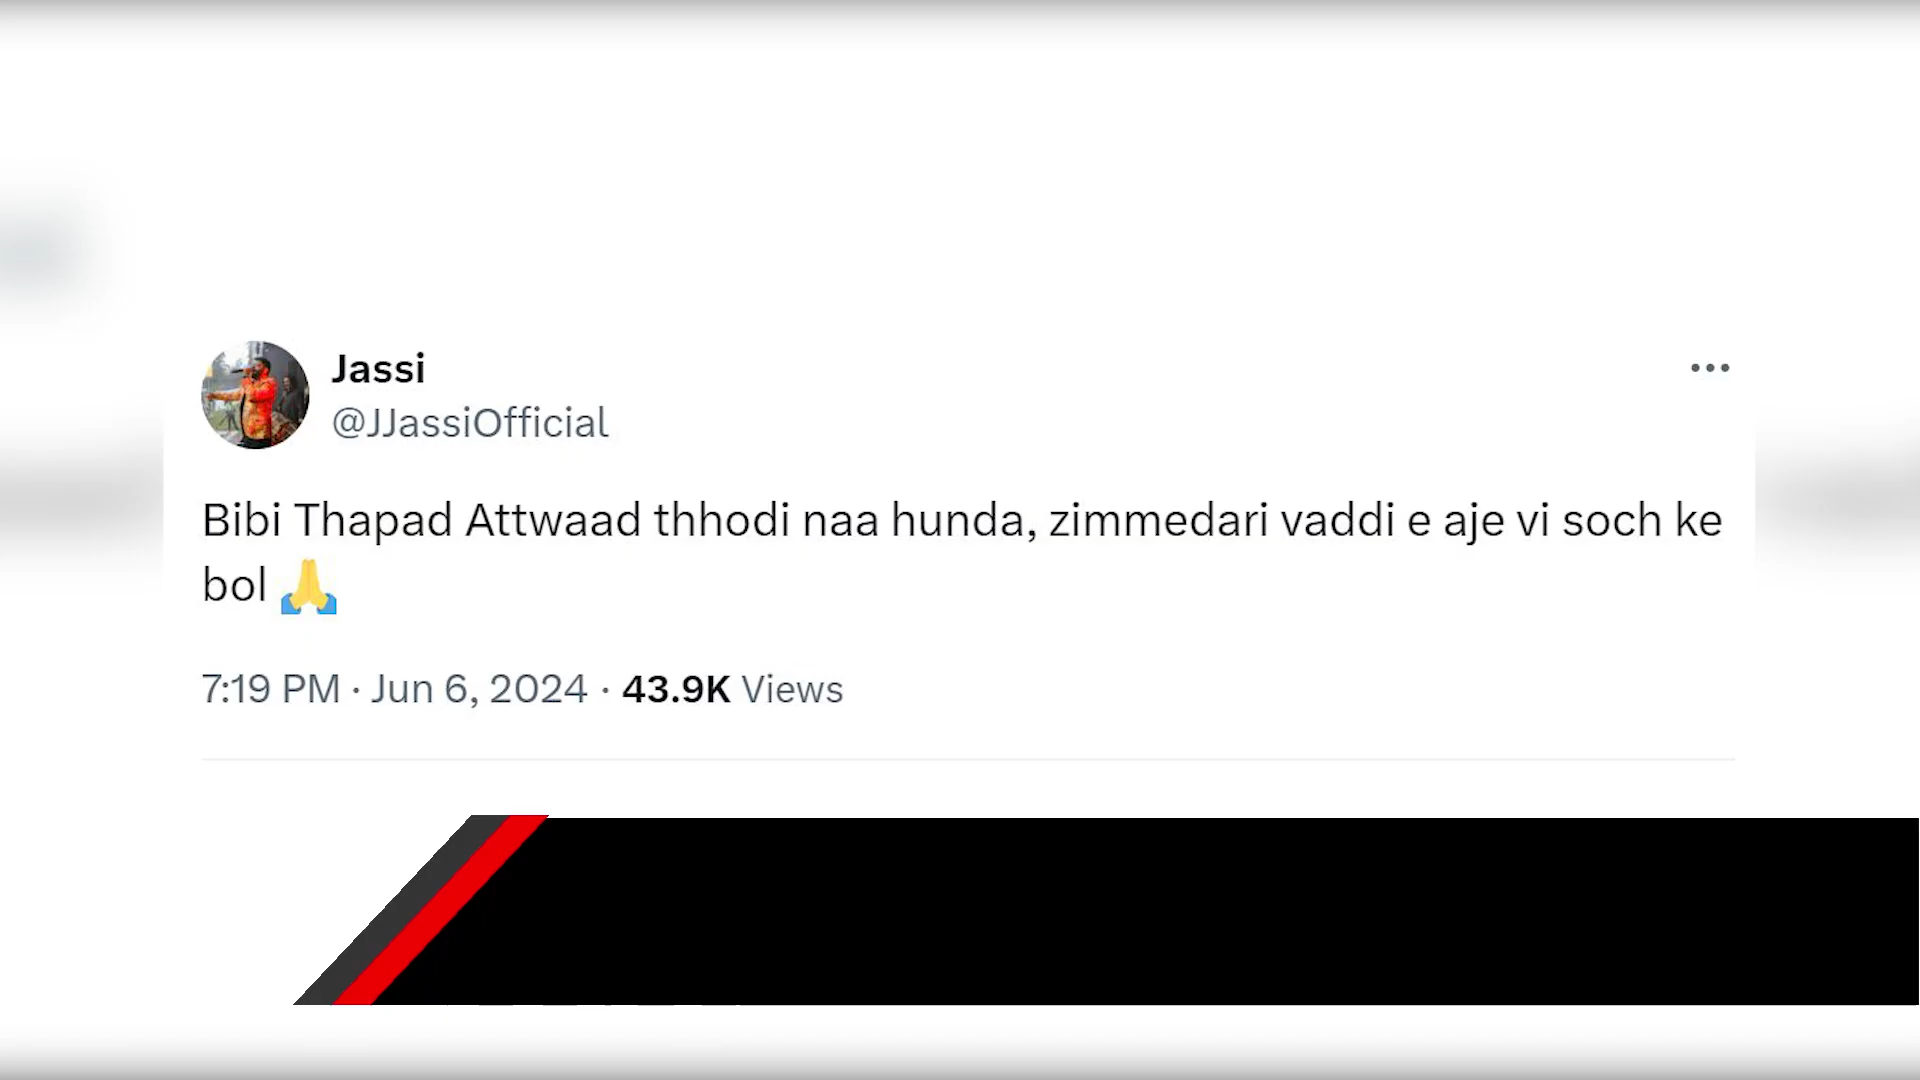 Jassi
@JJassiOfficial
Bibi Thapad Attwaad thhodi naa hunda, zimmedari vaddi e aje vi soch ke
bol 🙏
7:19 PM · Jun 6, 2024 · 43.9K Views